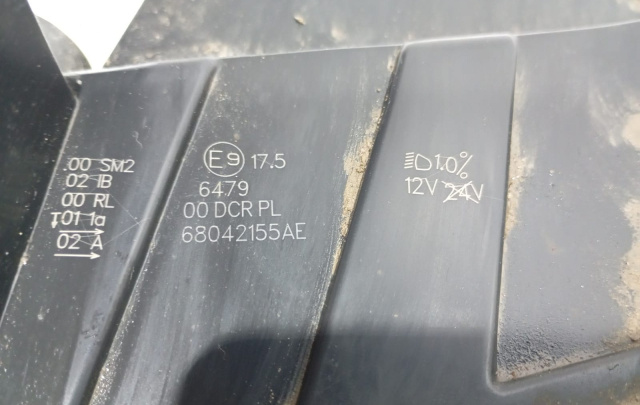 .00 SM2
02 1B
00 RL
T01 1a
02 A
E9 17.5
6479
00 DCR PL
68042155AE
1.0%
12V 24V